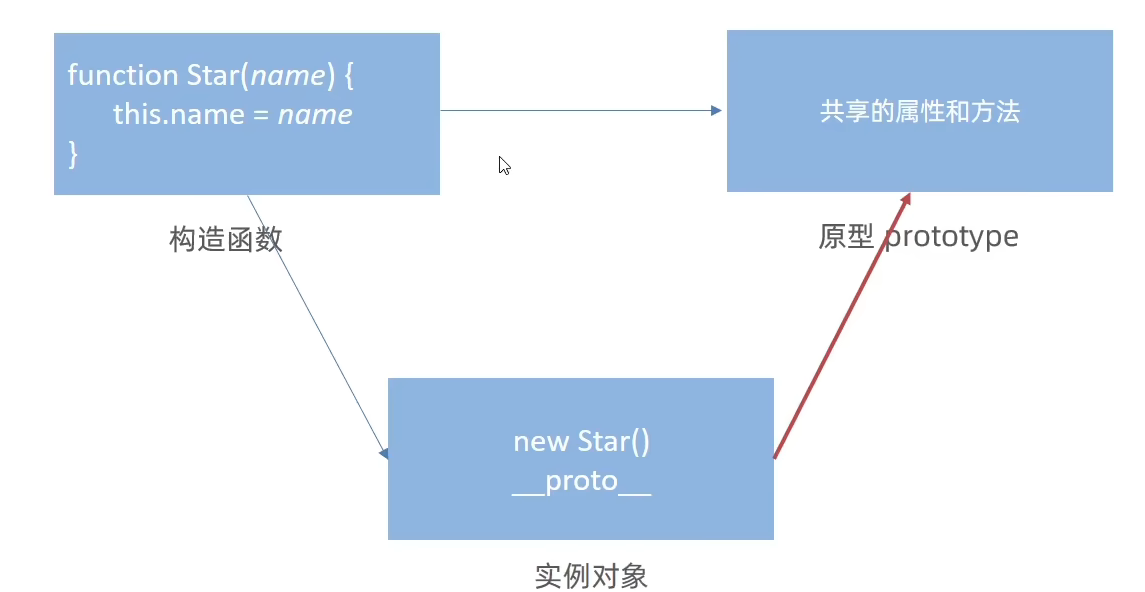 function Star(name) {
this.name = name
}
共享的属性和方法
构造函数
原型 prototype
new Star()
__proto__
实例对象